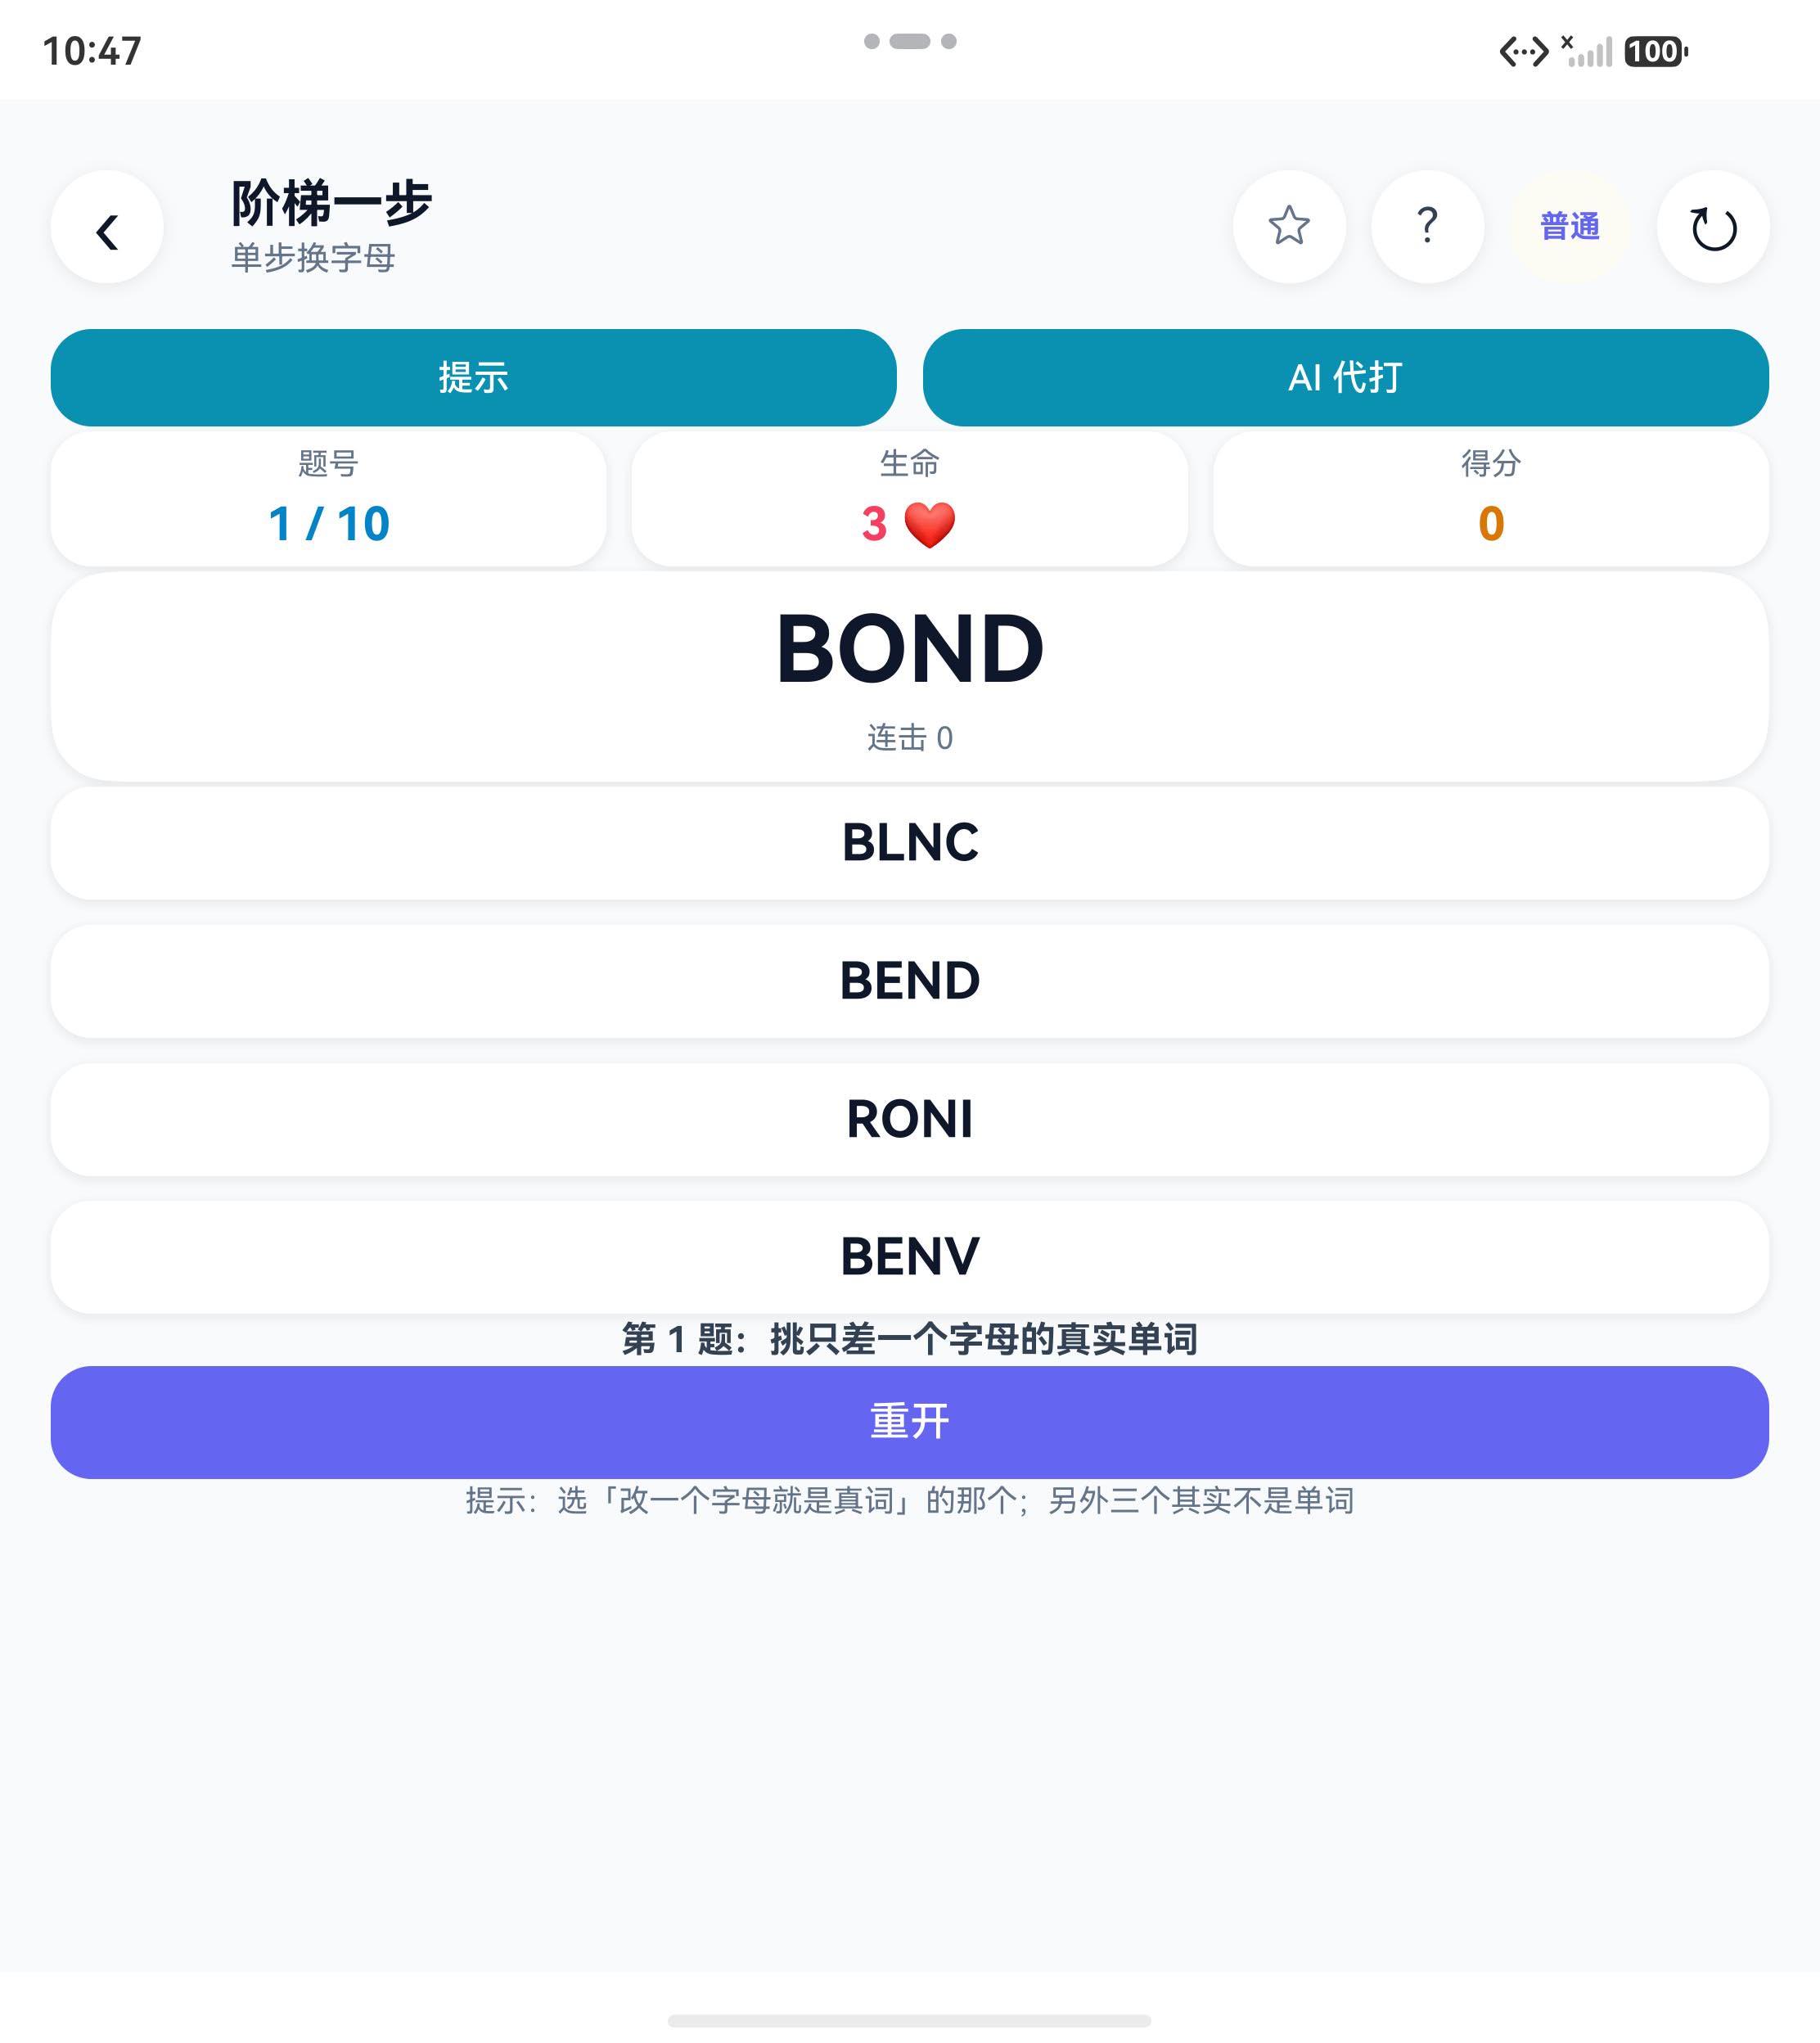 10:47
100
阶梯一步
单步换字母
?
普通
提示
AI 代打
题号
1 / 10
生命
3 ❤️
得分
0
BOND
连击 0
BLNC
BEND
RONI
BENV
第 1 题：挑只差一个字母的真实单词
重开
提示：选「改一个字母就是真词」的那个；另外三个其实不是单词